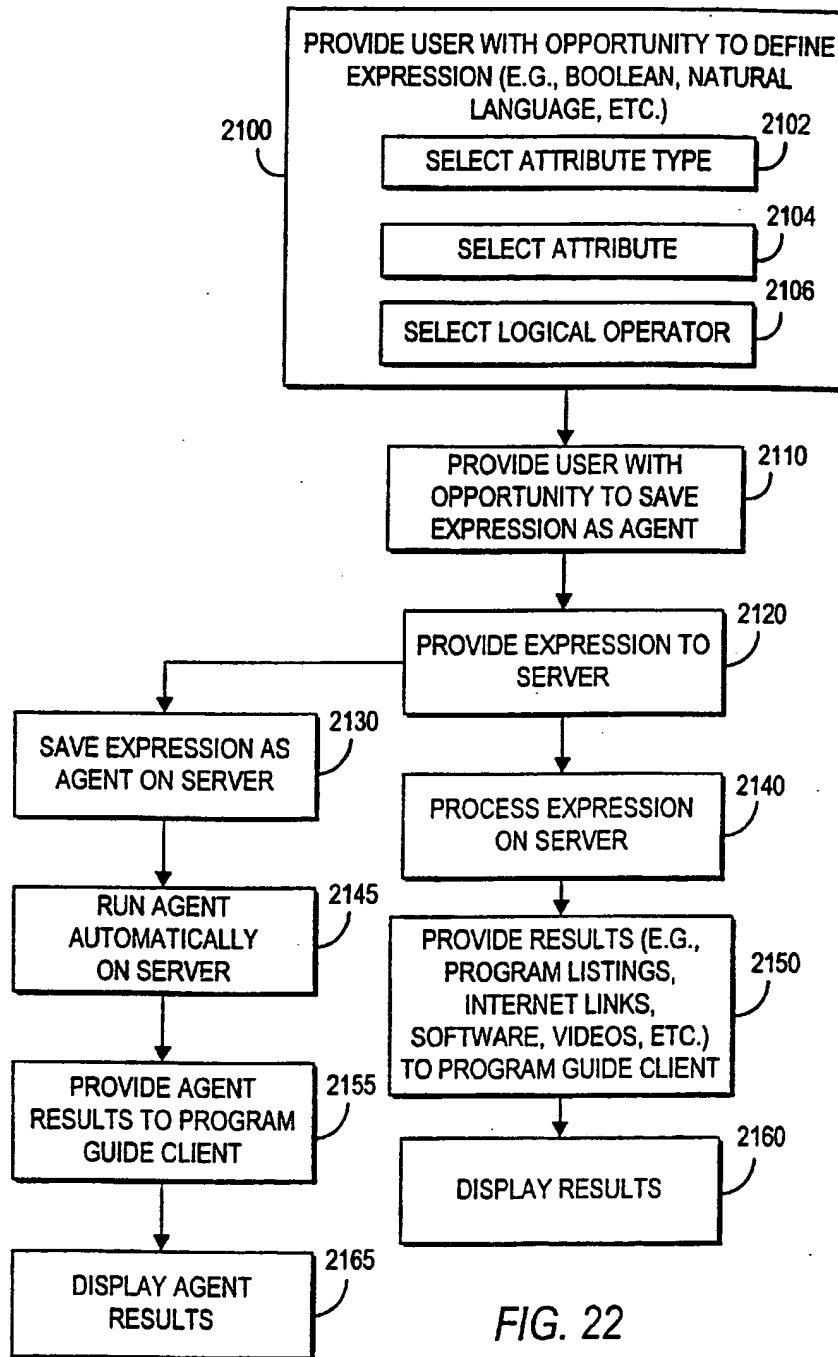 PROVIDE USER WITH OPPORTUNITY TO DEFINE
EXPRESSION (E.G., BOOLEAN, NATURAL
LANGUAGE, ETC.)
2100
2102
SELECT ATTRIBUTE TYPE
2104
SELECT ATTRIBUTE
2106
SELECT LOGICAL OPERATOR
2110
PROVIDE USER WITH
OPPORTUNITY TO SAVE
EXPRESSION AS AGENT
2120
PROVIDE EXPRESSION TO
SERVER
2130
SAVE EXPRESSION AS
AGENT ON SERVER
2140
PROCESS EXPRESSION
ON SERVER
2145
RUN AGENT
AUTOMATICALLY
ON SERVER
2150
PROVIDE RESULTS (E.G.,
PROGRAM LISTINGS,
INTERNET LINKS,
SOFTWARE, VIDEOS, ETC.)
TO PROGRAM GUIDE CLIENT
2155
PROVIDE AGENT
RESULTS TO PROGRAM
GUIDE CLIENT
2160
DISPLAY RESULTS
2165
DISPLAY AGENT
RESULTS
FIG. 22